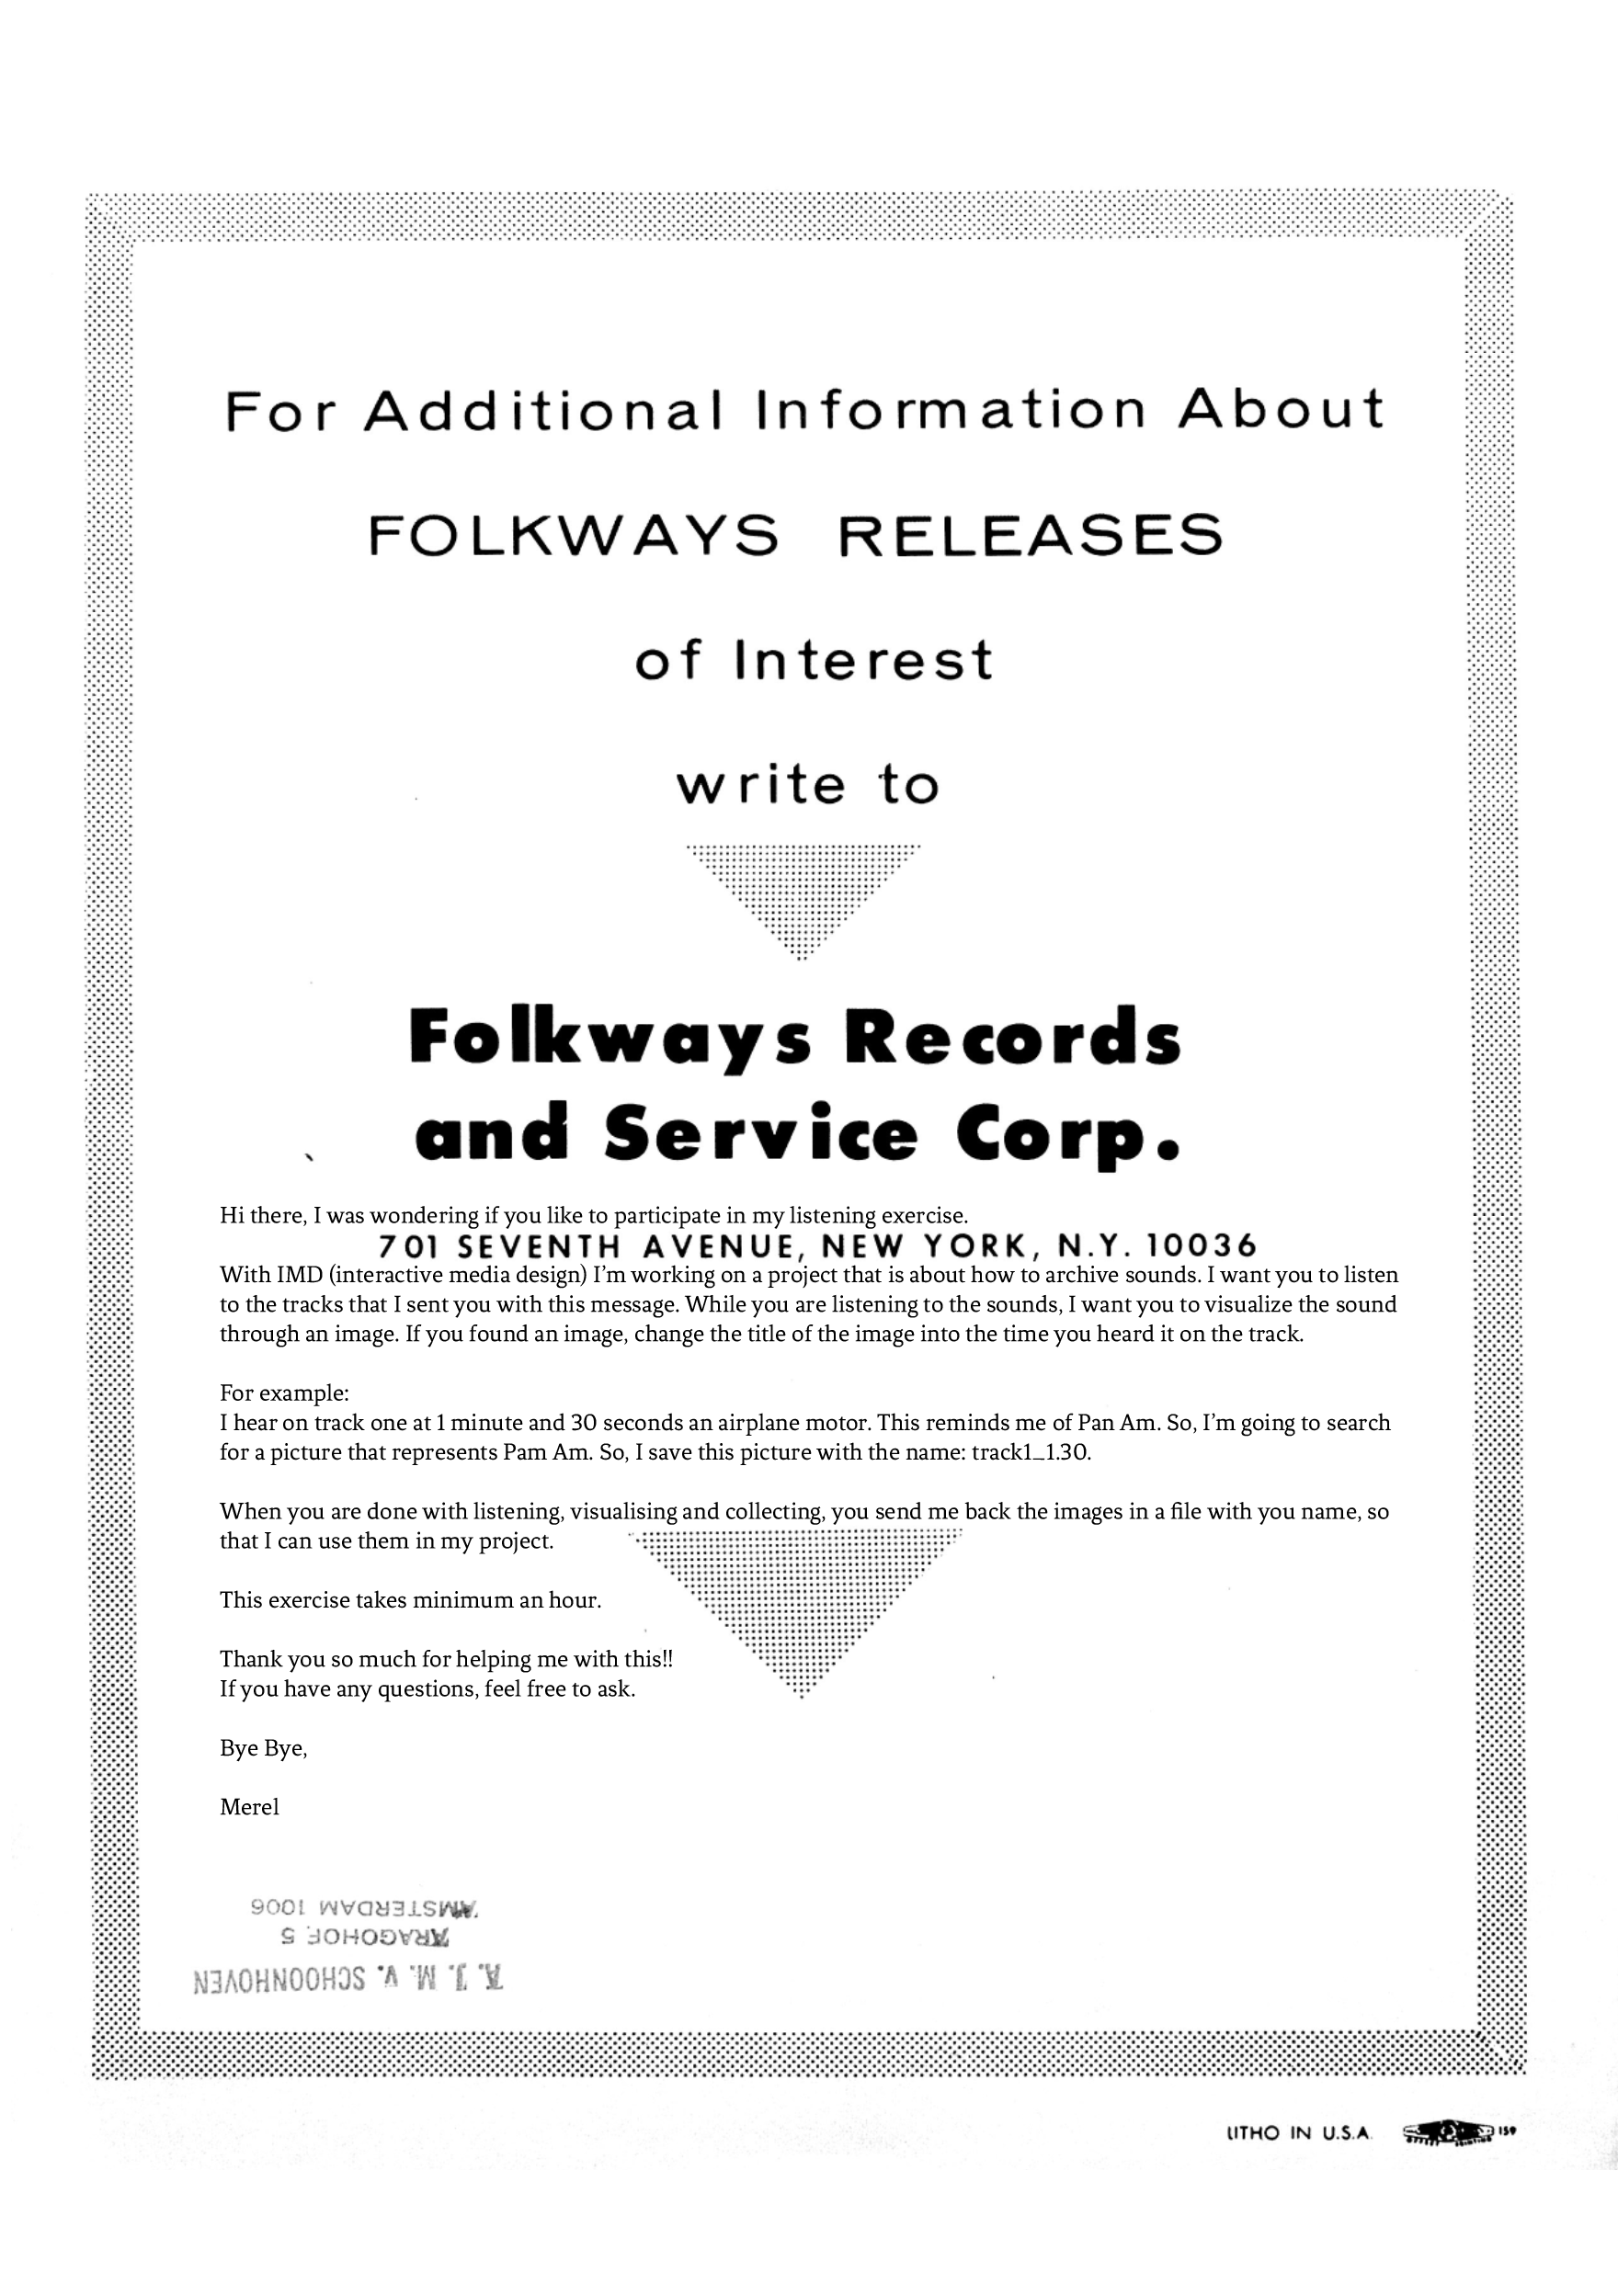 For Additional Information About
FOLKWAYS RELEASES
of Interest
write to
Folkways Records
and Service Corp.
Hi there, I was wondering if you like to participate in my listening exercise.
701 SEVENTH AVENUE, NEW YORK, N.Y. 10036
With IMD (interactive media design) I'm working on a project that is about how to archive sounds. I want you to listen
to the tracks that I sent you with this message. While you are listening to the sounds, I want you to visualize the sound
through an image. If you found an image, change the title of the image into the time you heard it on the track.
For example:
I hear on track one at 1 minute and 30 seconds an airplane motor. This reminds me of Pan Am. So, I'm going to search
for a picture that represents Pam Am. So, I save this picture with the name: track1_1.30.
When you are done with listening, visualising and collecting, you send me back the images in a file with you name, so
that I can use them in my project.
This exercise takes minimum an hour.
Thank you so much for helping me with this!!
If you have any questions, feel free to ask.
Bye Bye,
Merel
A. J. M. V. SCHOONHOVEN
ARAGOHOF 5
AMSTERDAM 1006
LITHO IN U.S.A.
159